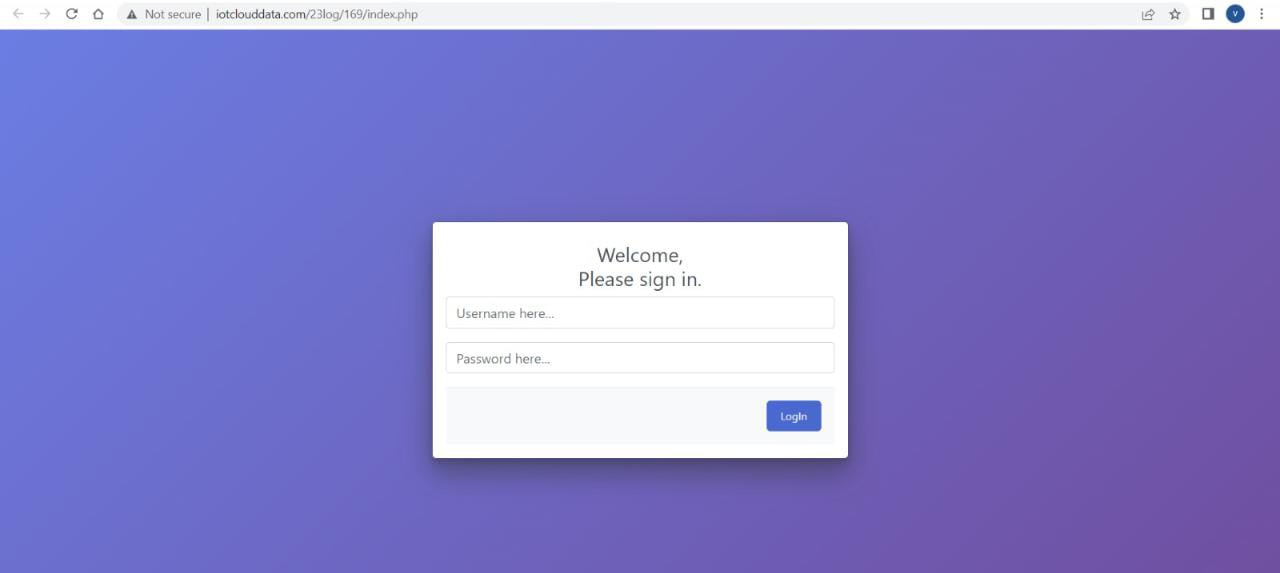 Not secure | iotclouddata.com/23log/169/index.php
V
Welcome,
Please sign in.
Username here...
Password here...
LogIn